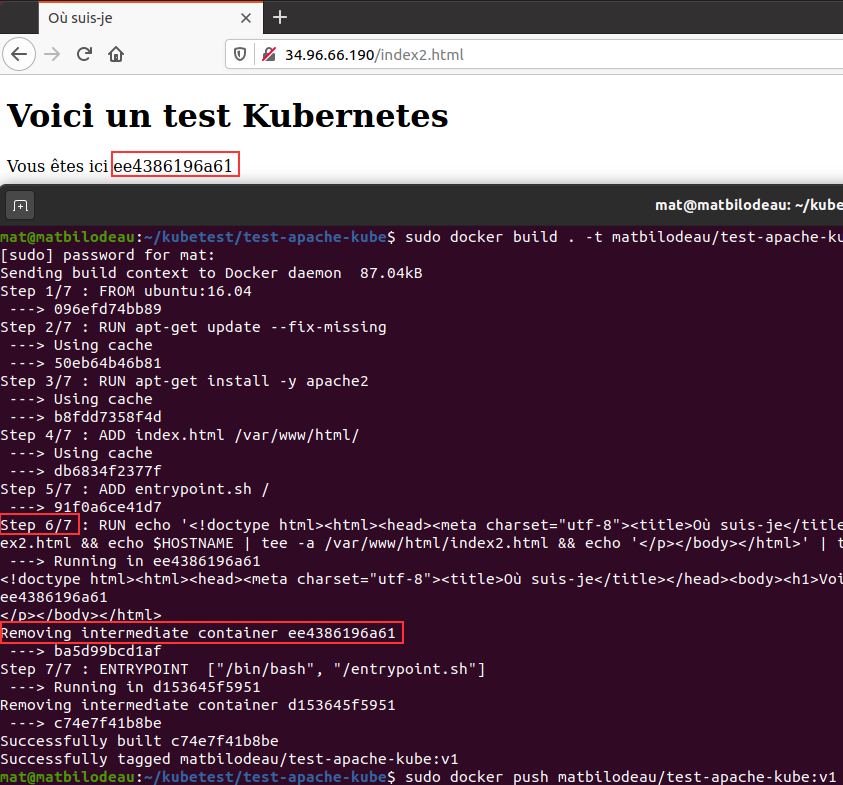 Où suis-je
34.96.66.190/index2.html
Voici un test Kubernetes
Vous êtes ici ee4386196a61
mat@matbilodeau: ~/kube
mat@matbilodeau:~/kubetest/test-apache-kube$ sudo docker build . -t matbilodeau/test-apache-ku
[sudo] password for mat:
Sending build context to Docker daemon  87.04kB
Step 1/7 : FROM ubuntu:16.04
 ---> 096efd74bb89
Step 2/7 : RUN apt-get update --fix-missing
 ---> Using cache
 ---> 50eb64b46b81
Step 3/7 : RUN apt-get install -y apache2
 ---> Using cache
 ---> b8fdd7358f4d
Step 4/7 : ADD index.html /var/www/html/
 ---> Using cache
 ---> db6834f2377f
Step 5/7 : ADD entrypoint.sh /
 ---> 91f0a6ce41d7
Step 6/7 : RUN echo '<!doctype html><html><head><meta charset="utf-8"><title>Où suis-je</title
ex2.html && echo $HOSTNAME | tee -a /var/www/html/index2.html && echo '</p></body></html>' | t
 ---> Running in ee4386196a61
<!doctype html><html><head><meta charset="utf-8"><title>Où suis-je</title></head><body><h1>Voi
ee4386196a61
</p></body></html>
Removing intermediate container ee4386196a61
 ---> ba5d99bcd1af
Step 7/7 : ENTRYPOINT  ["/bin/bash", "/entrypoint.sh"]
 ---> Running in d153645f5951
Removing intermediate container d153645f5951
 ---> c74e7f41b8be
Successfully built c74e7f41b8be
Successfully tagged matbilodeau/test-apache-kube:v1
mat@matbilodeau:~/kubetest/test-apache-kube$ sudo docker push matbilodeau/test-apache-kube:v1